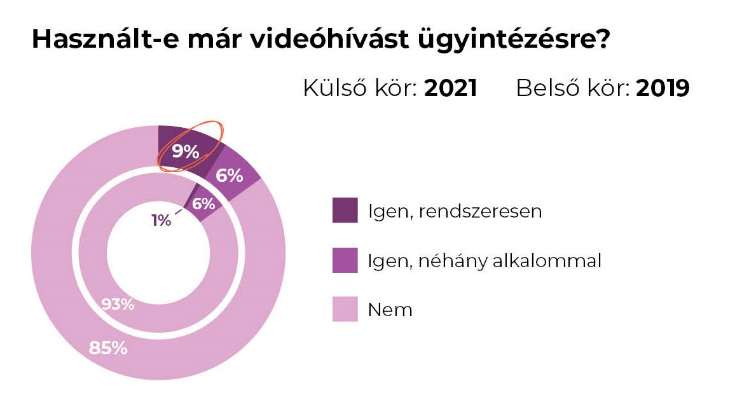 Használt-e már videóhívást ügyintézésre?
Külső kör: 2021 Belső kör: 2019
9%
6%
6%
1%
93%
85%
Igen, rendszeresen
Igen, néhány alkalommal
Nem